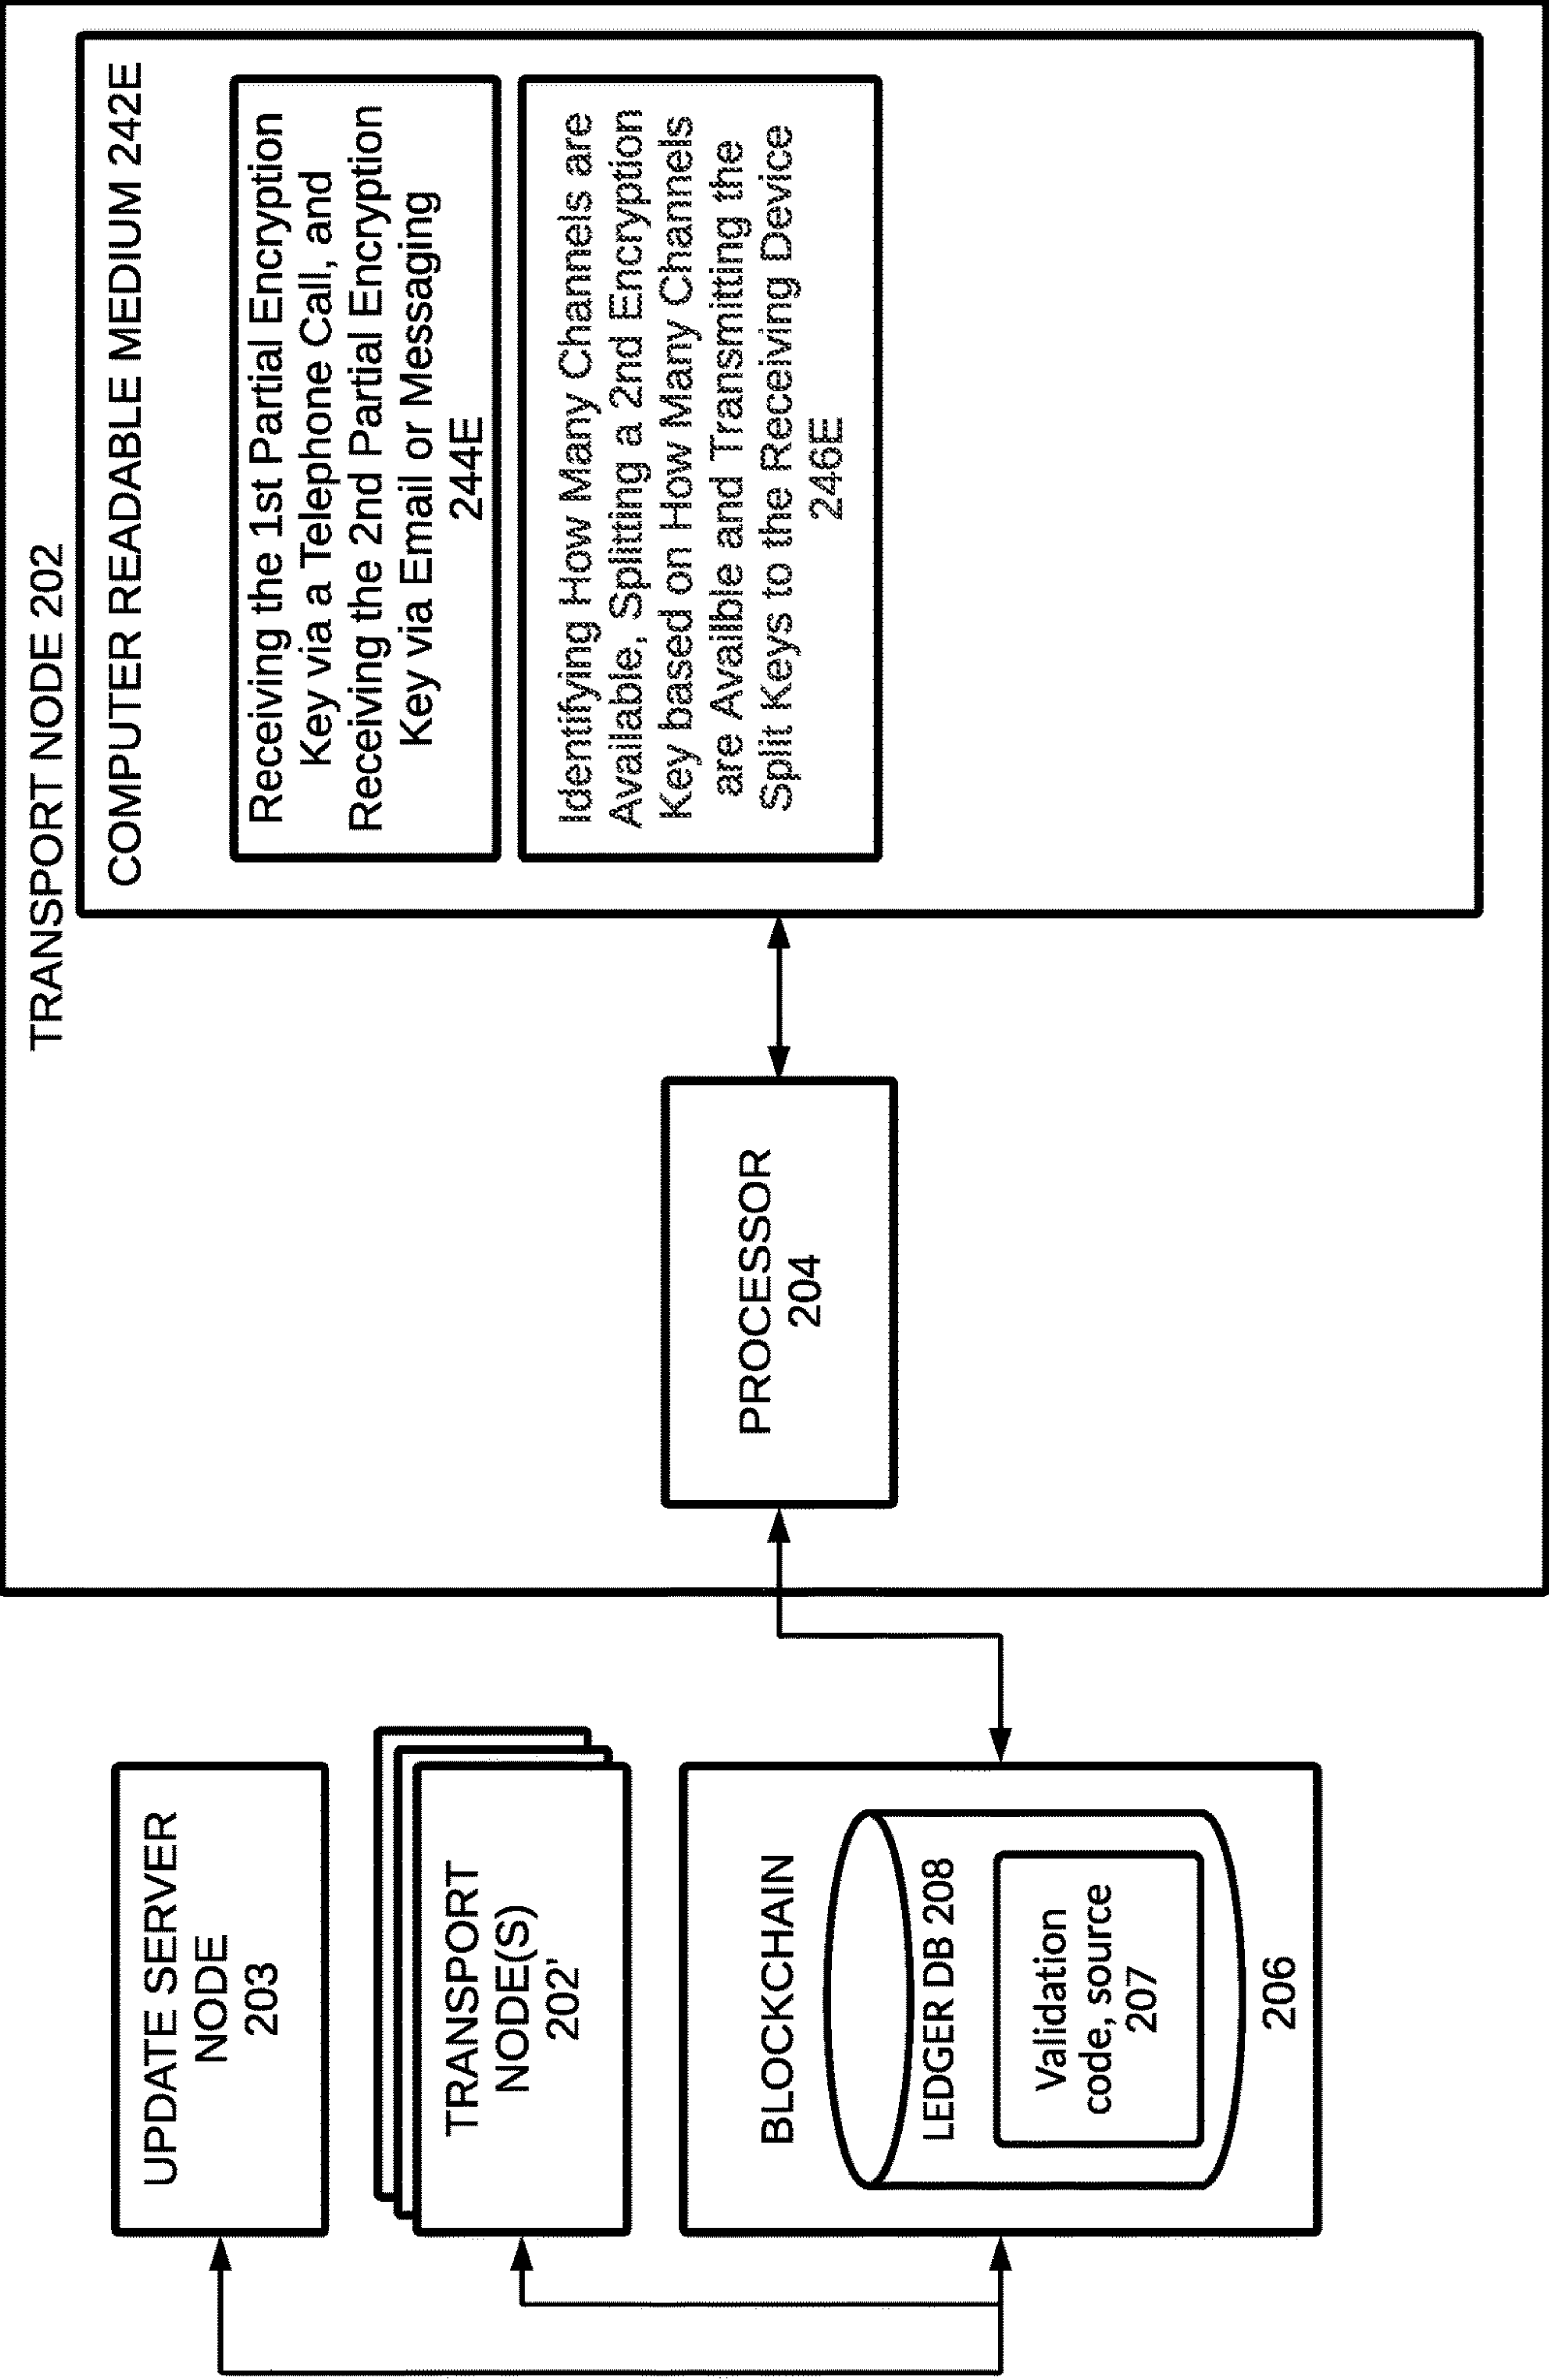 TRANSPORT NODE 202
COMPUTER READABLE MEDIUM 242E
Receiving the 1st Partial Encryption
Key via a Telephone Call, and
Receiving the 2nd Partial Encryption
Key via Email or Messaging
244E
Identifying How Many Channels are
Available, Splitting a 2nd Encryption
Key based on How Many Channels
are Availble and Transmitting the
Split Keys to the Receiving Device
246E
PROCESSOR
204
UPDATE SERVER
NODE
203
TRANSPORT
NODE(S)
202'
BLOCKCHAIN
LEDGER DB 208
Validation
code, source
207
206